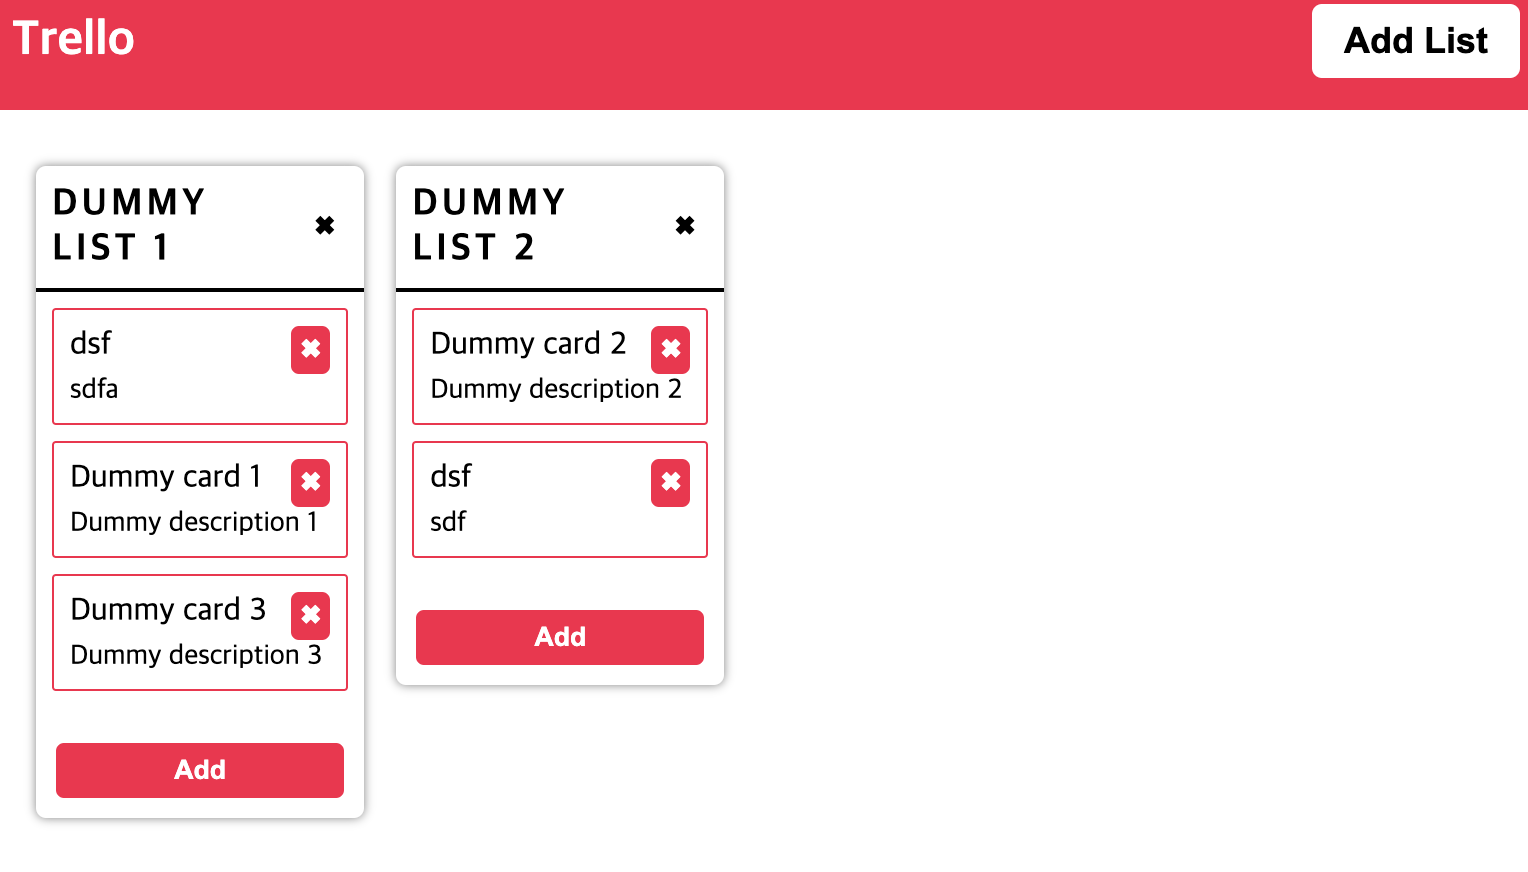 Trello
Add List
DUMMY
LIST 1
✖
dsf
✖
sdfa
Dummy card 1
✖
Dummy description 1
Dummy card 3
✖
Dummy description 3
Add
DUMMY
LIST 2
✖
Dummy card 2
✖
Dummy description 2
dsf
✖
sdf
Add